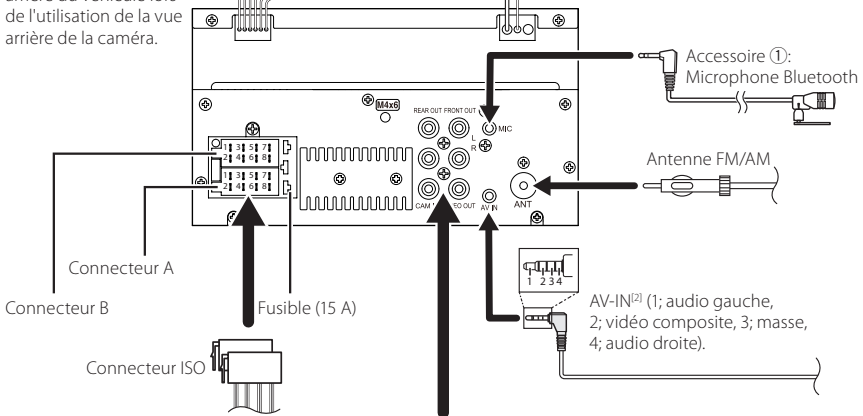 arrière du véhicule lors
de l'utilisation de la vue
arrière de la caméra.
Accessoire ①:
Microphone Bluetooth
M4x6
REAR OUT FRONT OUT
MIC
L
R
1 3 5 7
2 4 6 8
1 3 5 7
2 4 6 8
Antenne FM/AM
ANT
AV IN
Connecteur A
Connecteur B
Fusible (15 A)
1 2 3 4
AV-IN[2] (1; audio gauche,
2; vidéo composite, 3; masse,
4; audio droite).
Connecteur ISO